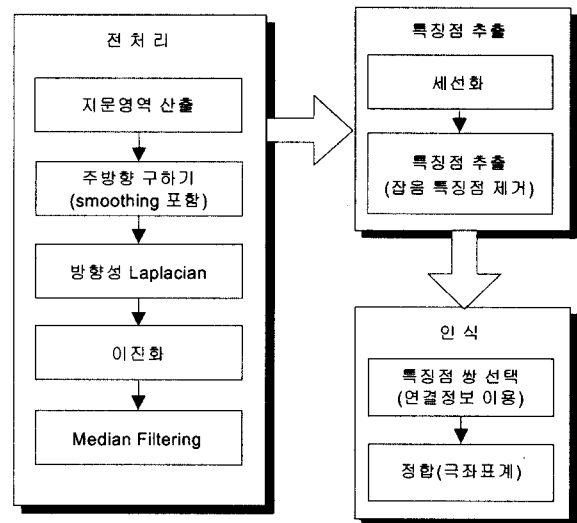 전 처 리
지문영역 산출
주방향 구하기
(smoothing 포함)
방향성 Laplacian
이진화
Median Filtering
특징점 추출
세선화
특징점 추출
(잡음 특징점 제거)
인 식
특징점 쌍 선택
(연결정보 이용)
정합(극좌표계)